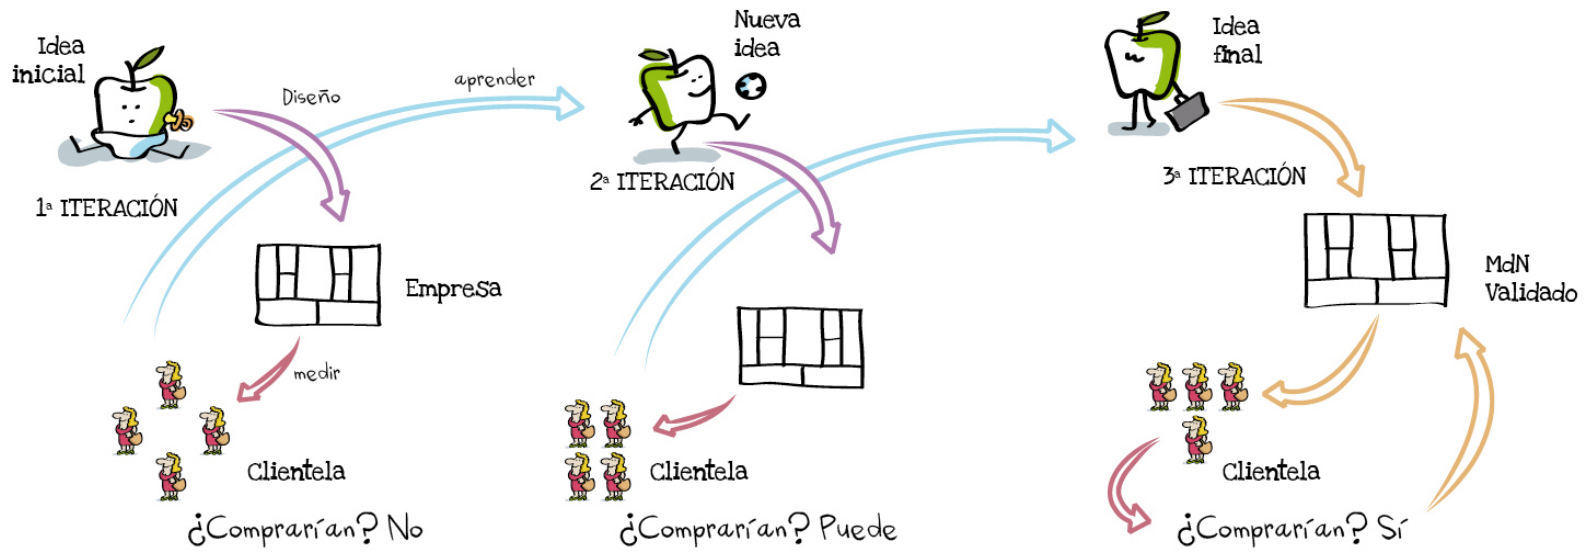 Idea
inicial
Diseño
aprender
1ª ITERACIÓN
Empresa
medir
Clientela
¿Comprarían? No
Nueva
idea
2ª ITERACIÓN
Clientela
¿Comprarían? Puede
Idea
final
3ª ITERACIÓN
MdN
Validado
Clientela
¿Comprarían? Sí